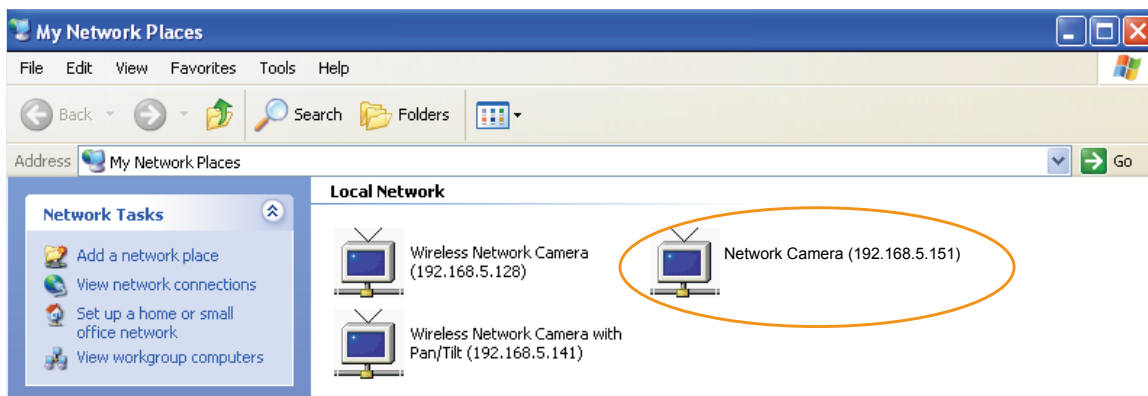 My Network Places
File Edit View Favorites Tools Help
Back Search Folders
Address My Network Places Go
Network Tasks
Add a network place
View network connections
Set up a home or small
office network
View workgroup computers
Local Network
Wireless Network Camera
(192.168.5.128)
Network Camera (192.168.5.151)
Wireless Network Camera with
Pan/Tilt (192.168.5.141)